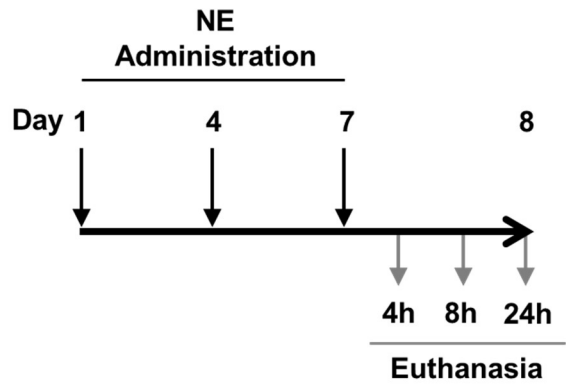 NE
Administration
Day 1 4 7 8
4h 8h 24h
Euthanasia